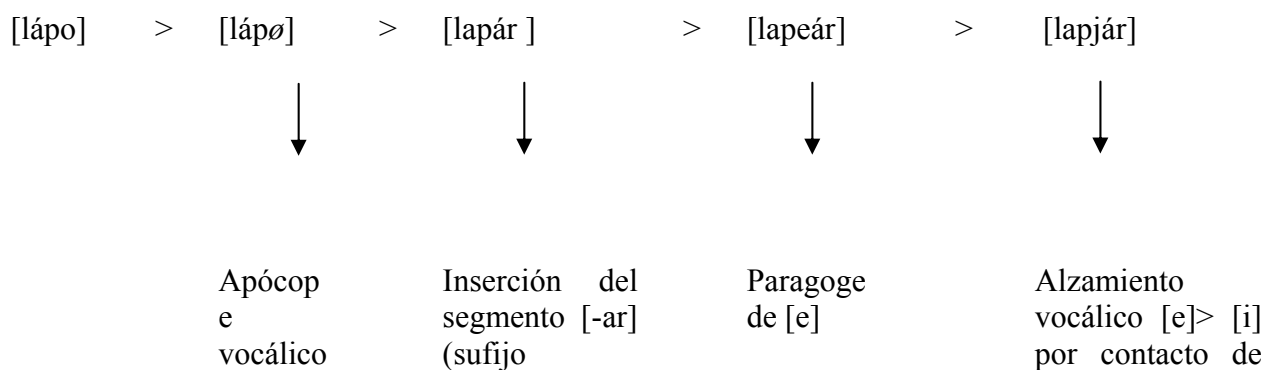 [lápo] > [lápø] > [lapár ] > [lapeár] > [lapjár]
Apócop
e
vocálico
Inserción del
segmento [-ar]
(sufijo
Paragoge
de [e]
Alzamiento
vocálico [e]> [i]
por contacto de